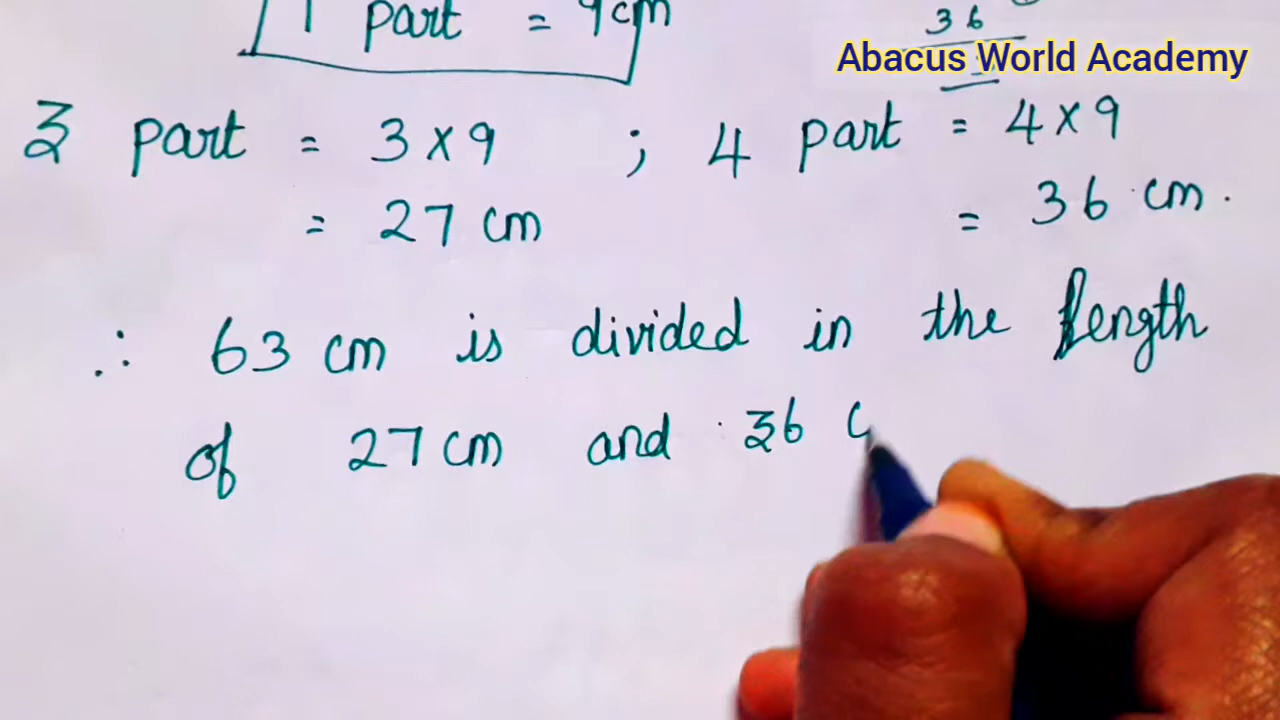 1 part = 9cm
36
Abacus World Academy
3 part = 3 x 9 ; 4 part = 4 x 9
= 27 cm = 36 cm.
∴ 63 cm is divided in the length
of 27 cm and 36 c